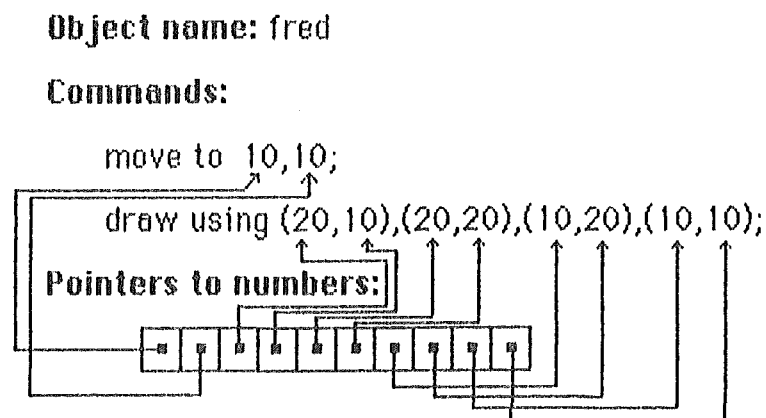 Object name: fred
Commands:
move to 10,10;
draw using (20,10),(20,20),(10,20),(10,10);
Pointers to numbers: